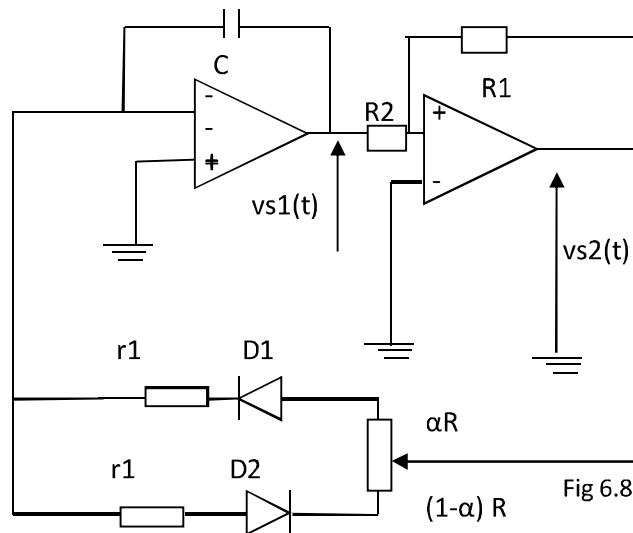 C
-
-
+
R2
R1
+
-
vs1(t)
vs2(t)
r1
D1
αR
r1
D2
(1-α) R
Fig 6.8